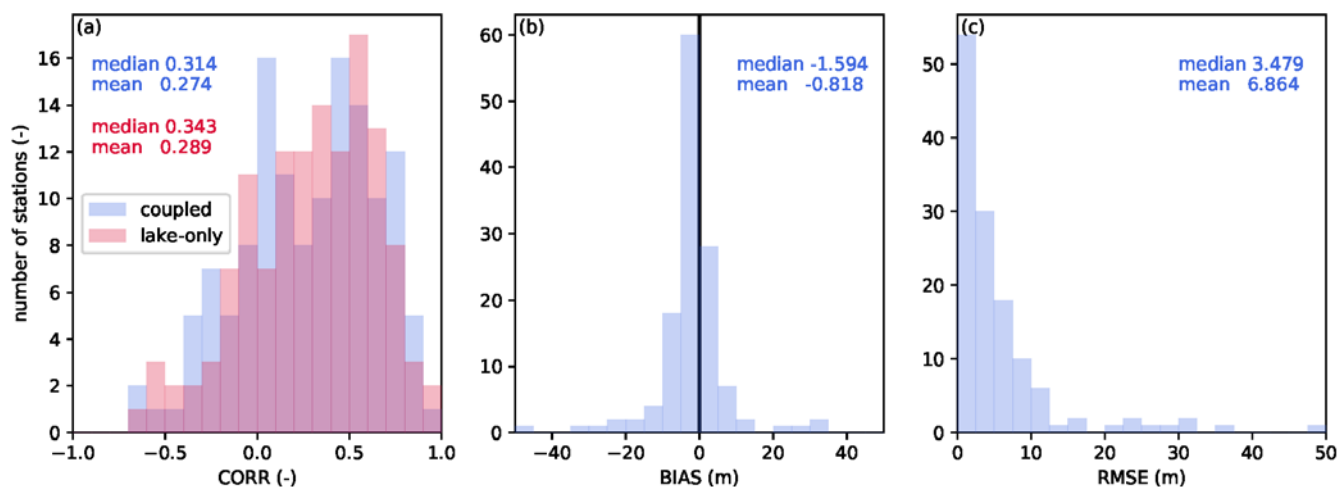 (a)
median 0.314
mean 0.274
median 0.343
mean 0.289
coupled
lake-only
number of stations (-)
16
14
12
10
8
6
4
2
0
−1.0 −0.5 0.0 0.5 1.0
CORR (-)
(b)
median -1.594
mean -0.818
60
50
40
30
20
10
0
−40 −20 0 20 40
BIAS (m)
(c)
median 3.479
mean 6.864
50
40
30
20
10
0
0 10 20 30 40 50
RMSE (m)